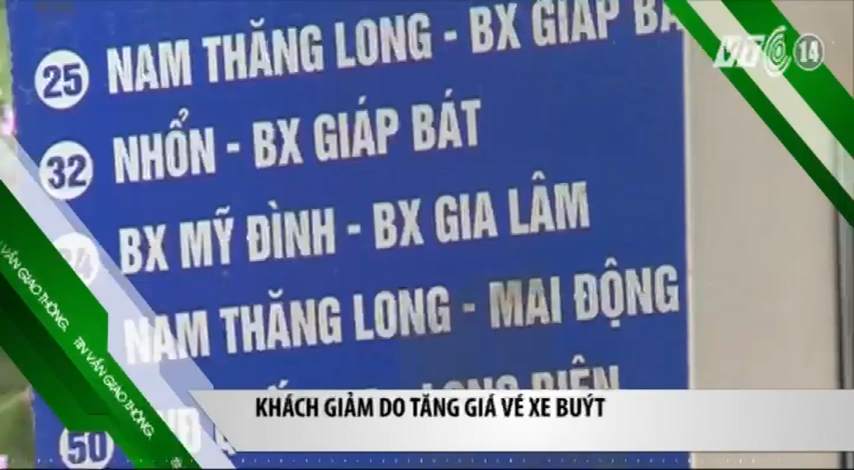 VTC 14
25 NAM THĂNG LONG - BX GIÁP BÁ
32 NHỔN - BX GIÁP BÁT
BX MỸ ĐÌNH - BX GIA LÂM
NAM THĂNG LONG - MAI ĐỘNG
LONG BIÊN
50
TIN VẮN GIAO THÔNG.
TIN VẮN GIAO THÔNG.
KHÁCH GIẢM DO TĂNG GIÁ VÉ XE BUÝT